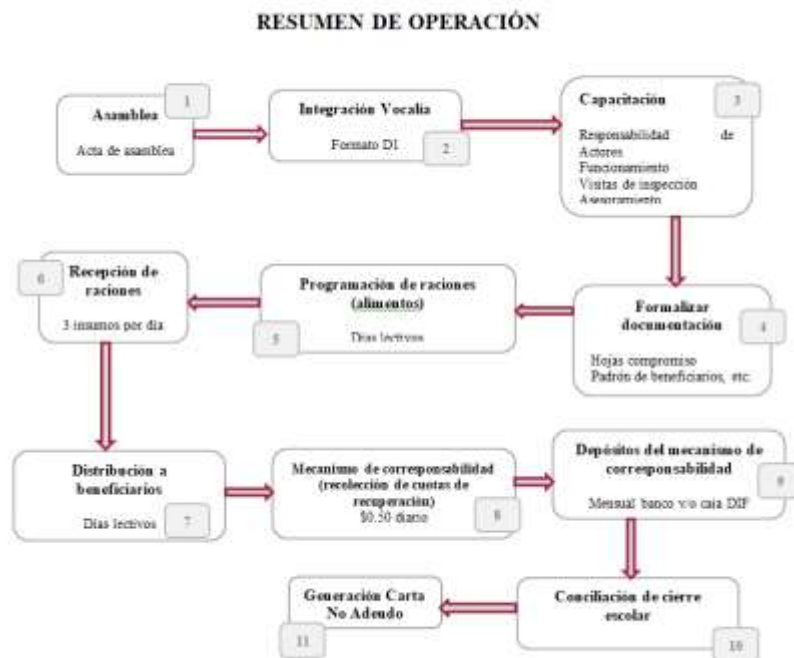 RESUMEN DE OPERACIÓN
1
Asamblea
Acta de asamblea
Integración Vocalía
Formato D1
2
Capacitación
3
Responsabilidad de
Actores
Funcionamiento
Visitas de inspección
Asesoramiento
Formalizar
documentación
4
Hojas compromiso
Padrón de beneficiarios, etc.
Programación de raciones
(alimentos)
Días lectivos
5
6
Recepción de
raciones
3 insumos por día
Distribución a
beneficiarios
Días lectivos
7
Mecanismo de corresponsabilidad
(recolección de cuotas de
recuperación)
$0.50 diario
8
Depósitos del mecanismo de
corresponsabilidad
9
Mensual banco y/o caja DIF
Conciliación de cierre
escolar
10
Generación Carta
No Adeudo
11